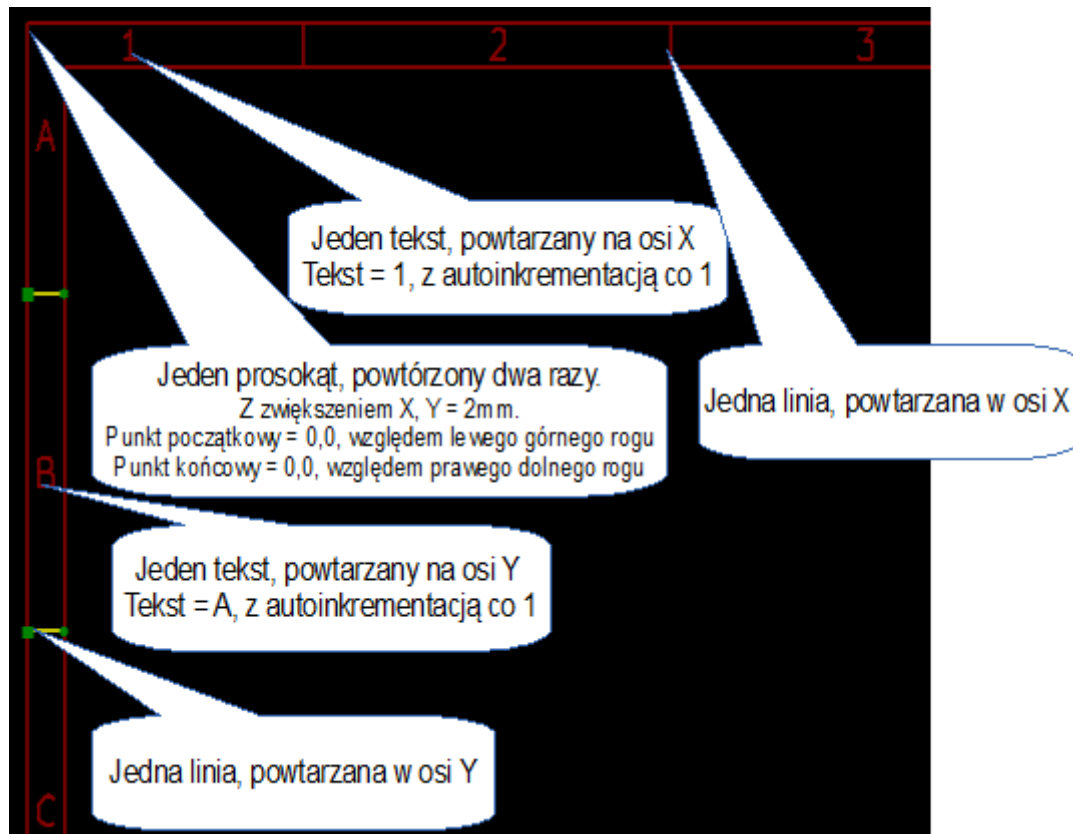 1 2 3
A
Jeden tekst, powtarzany na osi X
Tekst = 1, z autoinkrementacją co 1
Jeden prosokąt, powtórzony dwa razy.
Z zwiększeniem X, Y = 2mm.
Punkt początkowy = 0,0, względem lewego górnego rogu
Punkt końcowy = 0,0, względem prawego dolnego rogu
Jedna linia, powtarzana w osi X
B
Jeden tekst, powtarzany na osi Y
Tekst = A, z autoinkrementacją co 1
Jedna linia, powtarzana w osi Y
C